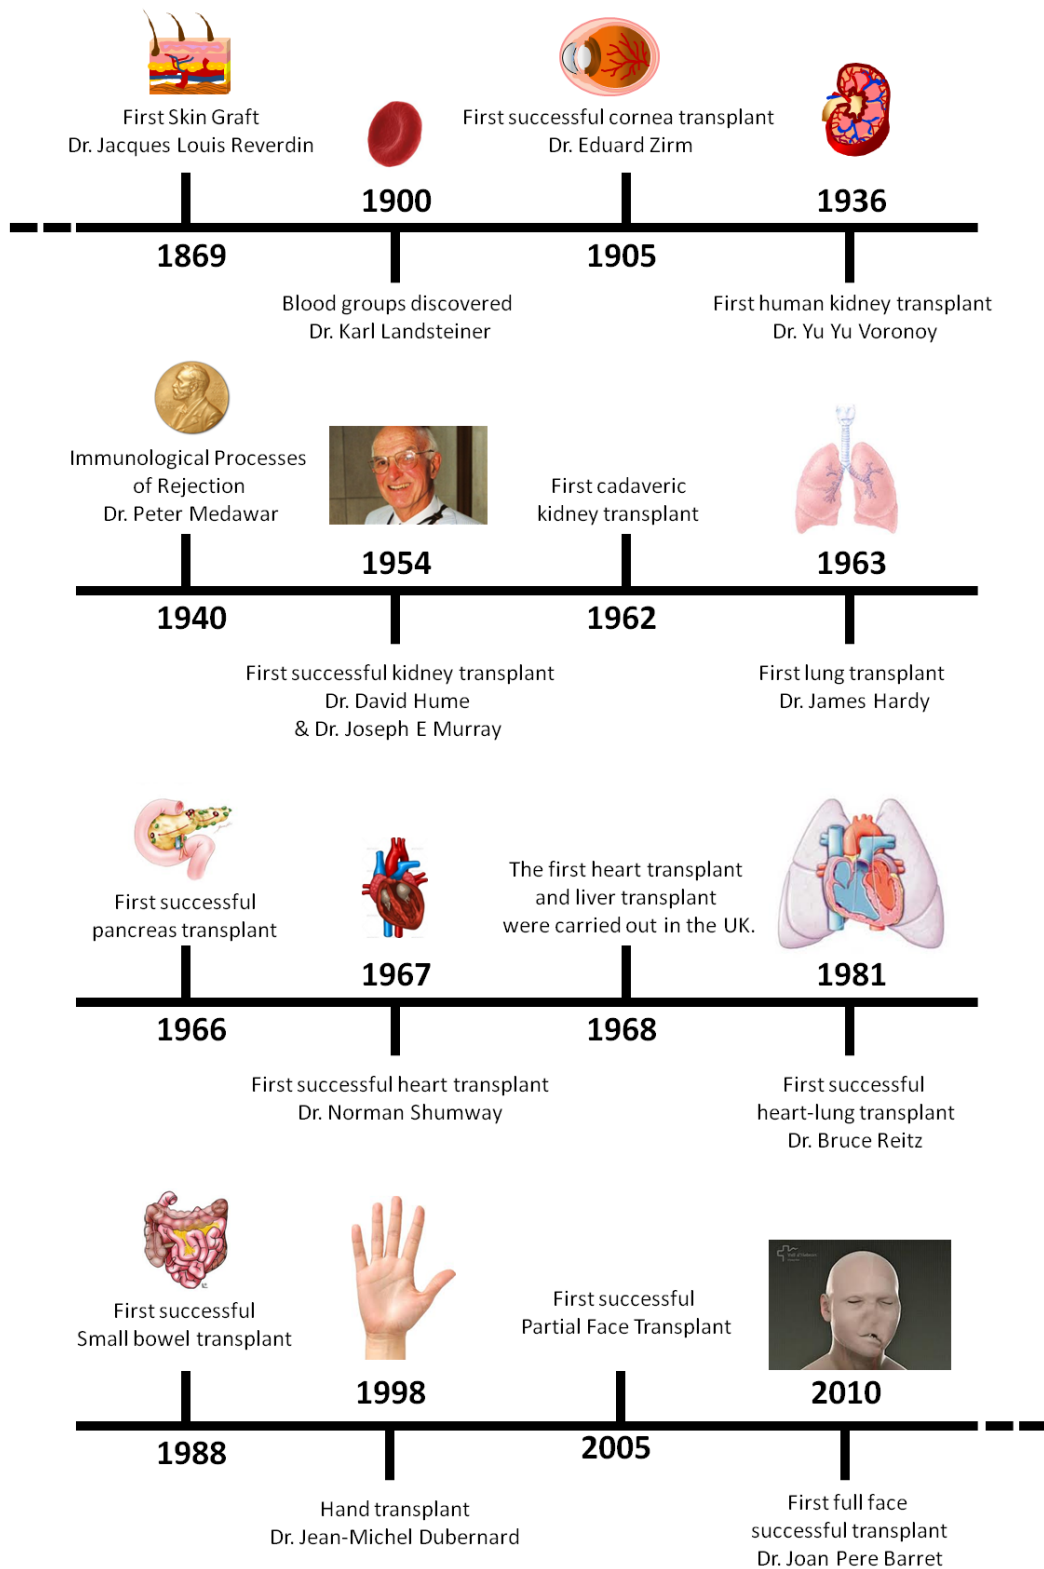 First Skin Graft
Dr. Jacques Louis Reverdin
1869
1900
Blood groups discovered
Dr. Karl Landsteiner
First successful cornea transplant
Dr. Eduard Zirm
1905
1936
First human kidney transplant
Dr. Yu Yu Voronoy
Immunological Processes
of Rejection
Dr. Peter Medawar
1940
1954
First successful kidney transplant
Dr. David Hume
& Dr. Joseph E Murray
First cadaveric
kidney transplant
1962
1963
First lung transplant
Dr. James Hardy
First successful
pancreas transplant
1966
1967
First successful heart transplant
Dr. Norman Shumway
The first heart transplant
and liver transplant
were carried out in the UK.
1968
1981
First successful
heart-lung transplant
Dr. Bruce Reitz
First successful
Small bowel transplant
1988
1998
Hand transplant
Dr. Jean-Michel Dubernard
First successful
Partial Face Transplant
2005
2010
First full face
successful transplant
Dr. Joan Pere Barret